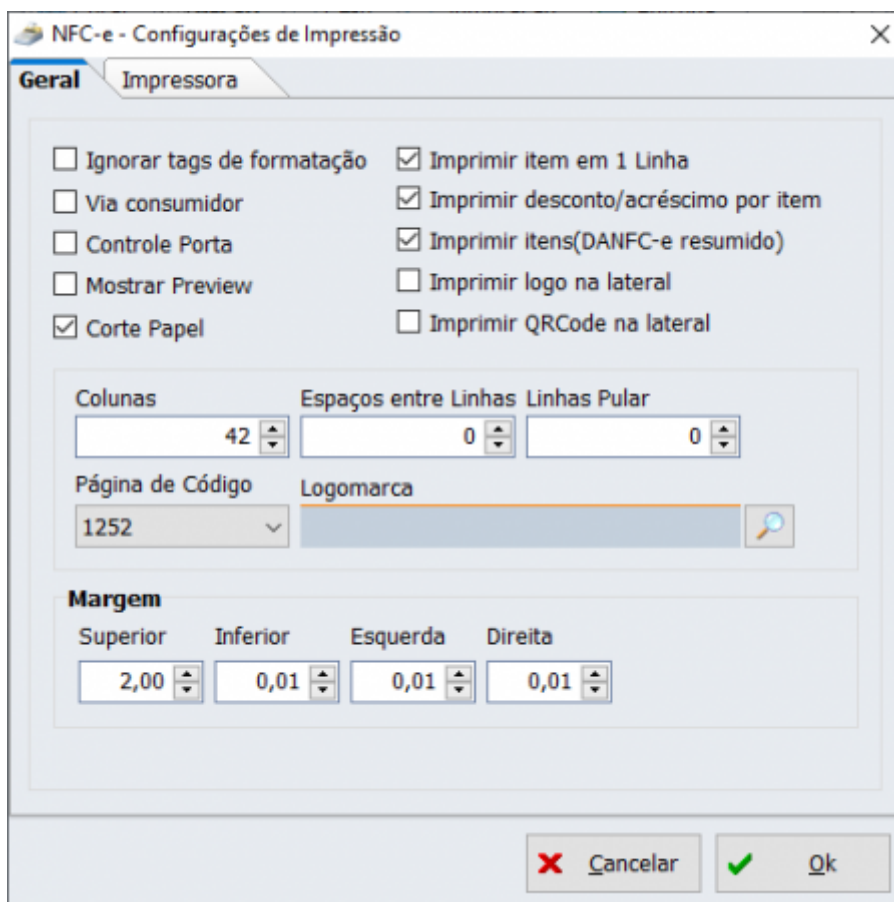 NFC-e - Configurações de Impressão
Geral Impressora
Ignorar tags de formatação
Via consumidor
Controle Porta
Mostrar Preview
Corte Papel
Imprimir item em 1 Linha
Imprimir desconto/acréscimo por item
Imprimir itens(DANFC-e resumido)
Imprimir logo na lateral
Imprimir QRCode na lateral
Colunas Espaços entre Linhas Linhas Pular
42 0 0
Página de Código Logomarca
1252
Margem
Superior Inferior Esquerda Direita
2,00 0,01 0,01 0,01
Cancelar Ok